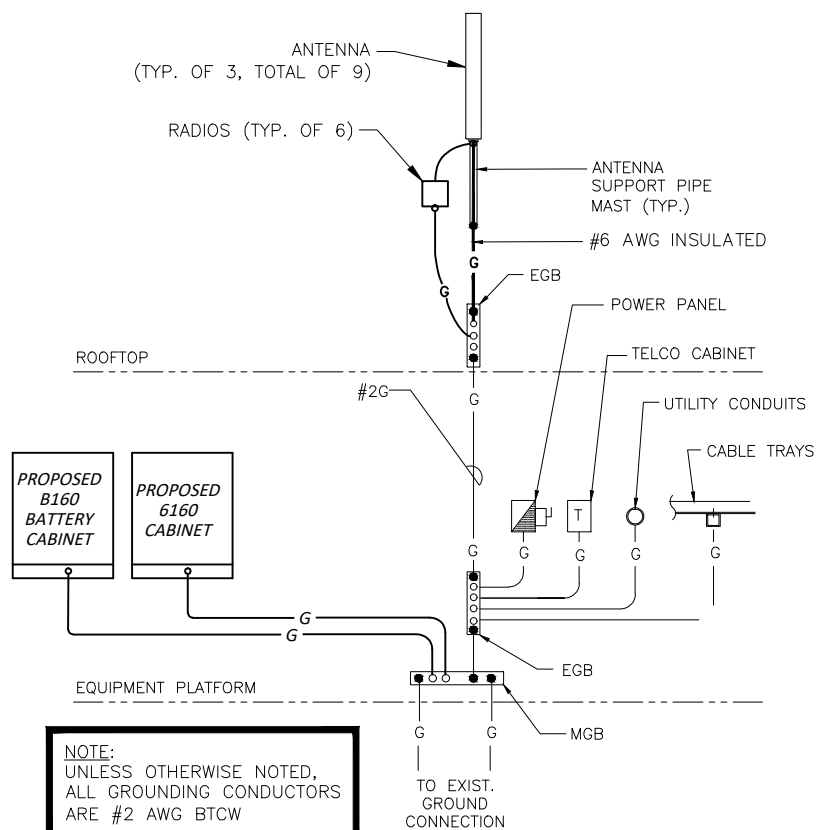 ANTENNA
(TYP. OF 3, TOTAL OF 9)
RADIOS (TYP. OF 6)
ANTENNA
SUPPORT PIPE
MAST (TYP.)
#6 AWG INSULATED
G
G
EGB
POWER PANEL
ROOFTOP
TELCO CABINET
#2G
G
UTILITY CONDUITS
CABLE TRAYS
PROPOSED
B160
BATTERY
CABINET
PROPOSED
6160
CABINET
T
G
G
G
G
G
G
G
EGB
EQUIPMENT PLATFORM
MGB
G
G
NOTE:
UNLESS OTHERWISE NOTED,
ALL GROUNDING CONDUCTORS
ARE #2 AWG BTCW
TO EXIST.
GROUND
CONNECTION